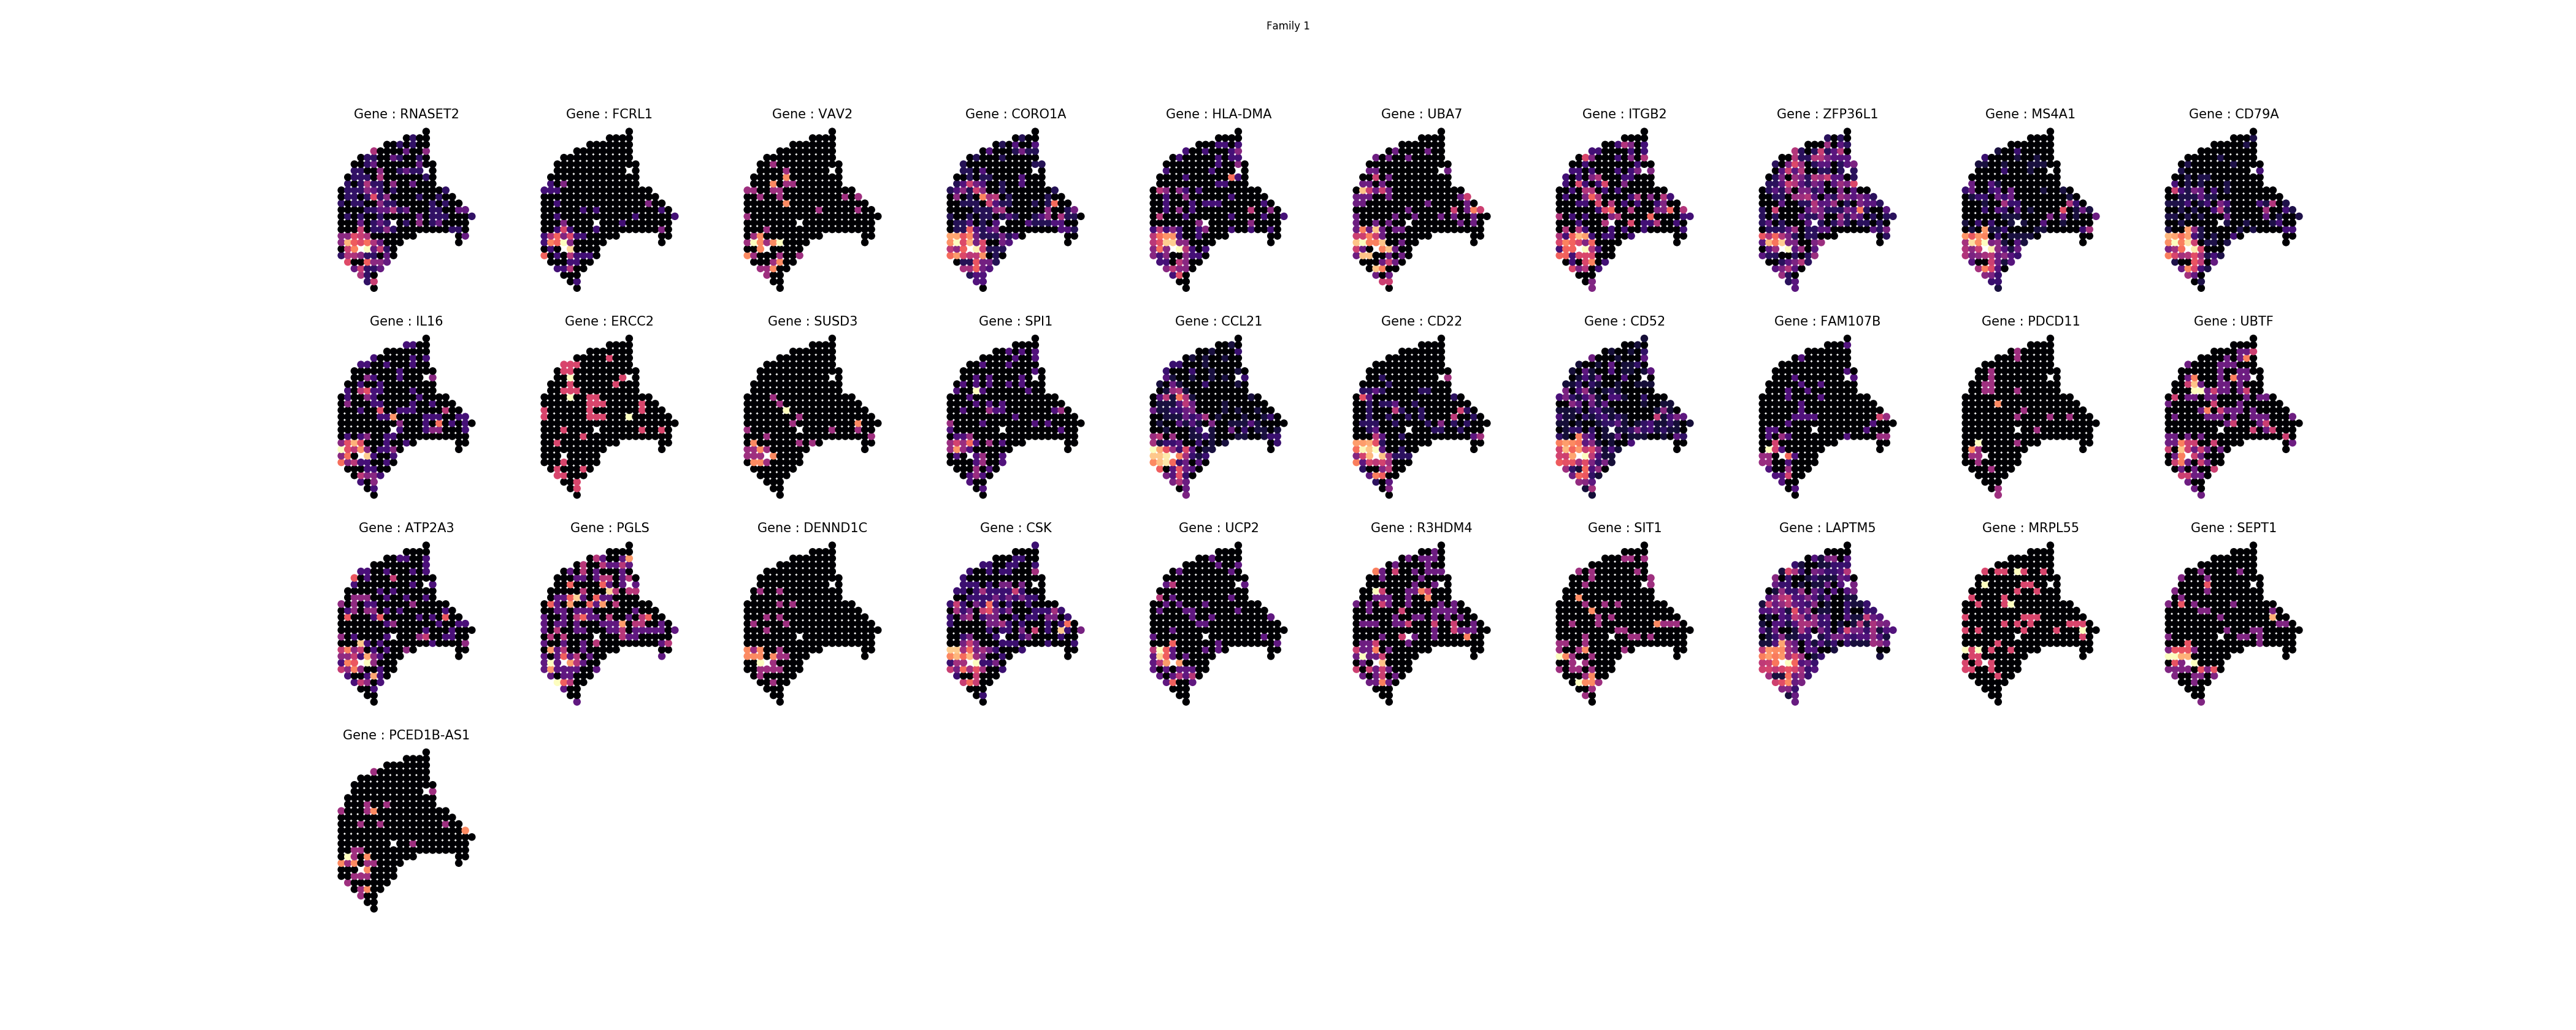 Family 1
Gene : RNASET2
Gene : FCRL1
Gene : VAV2
Gene : CORO1A
Gene : HLA-DMA
Gene : UBA7
Gene : ITGB2
Gene : ZFP36L1
Gene : MS4A1
Gene : CD79A
Gene : IL16
Gene : ERCC2
Gene : SUSD3
Gene : SPI1
Gene : CCL21
Gene : CD22
Gene : CD52
Gene : FAM107B
Gene : PDCD11
Gene : UBTF
Gene : ATP2A3
Gene : PGLS
Gene : DENND1C
Gene : CSK
Gene : UCP2
Gene : R3HDM4
Gene : SIT1
Gene : LAPTM5
Gene : MRPL55
Gene : SEPT1
Gene : PCED1B-AS1